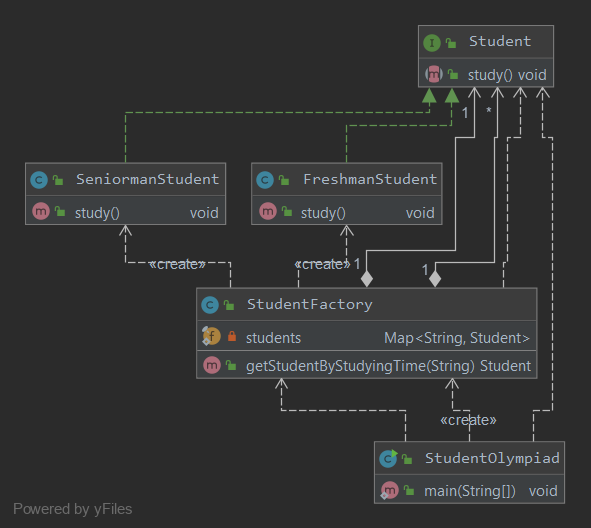 Student
study() void
1
*
SeniormanStudent
study() void
FreshmanStudent
study() void
«create»
«create»
1
1
StudentFactory
students Map<String, Student>
getStudentByStudyingTime(String) Student
«create»
StudentOlympiad
main(String[]) void
Powered by yFiles